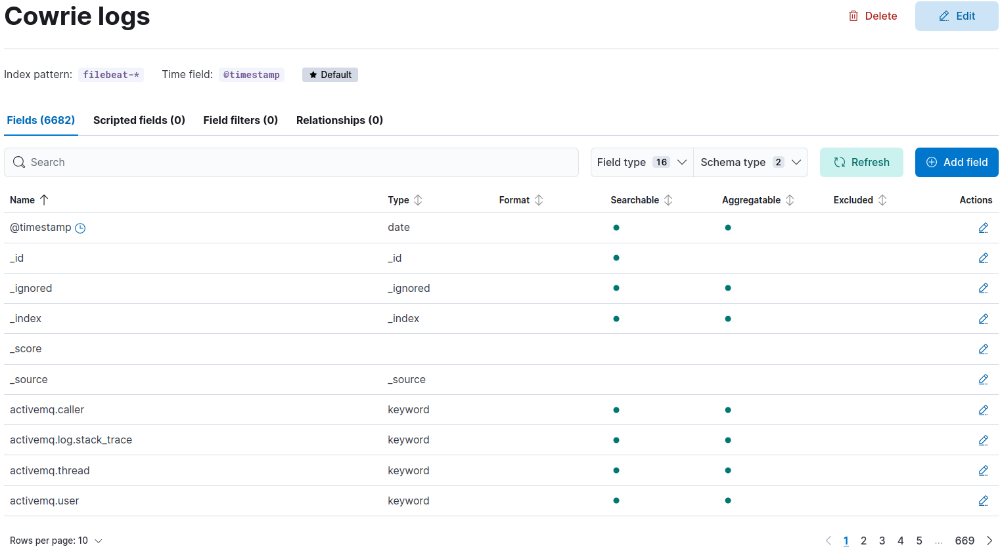 Cowrie logs
Delete
Edit
Index pattern: filebeat-* Time field: @timestamp Default
Fields (6682) Scripted fields (0) Field filters (0) Relationships (0)
Search
Field type 16
Schema type 2
Refresh
Add field
Name Type Format Searchable Aggregatable Excluded Actions
@timestamp date
_id _id
_ignored _ignored
_index _index
_score
_source _source
activemq.caller keyword
activemq.log.stack_trace keyword
activemq.thread keyword
activemq.user keyword
Rows per page: 10
1 2 3 4 5 ... 669